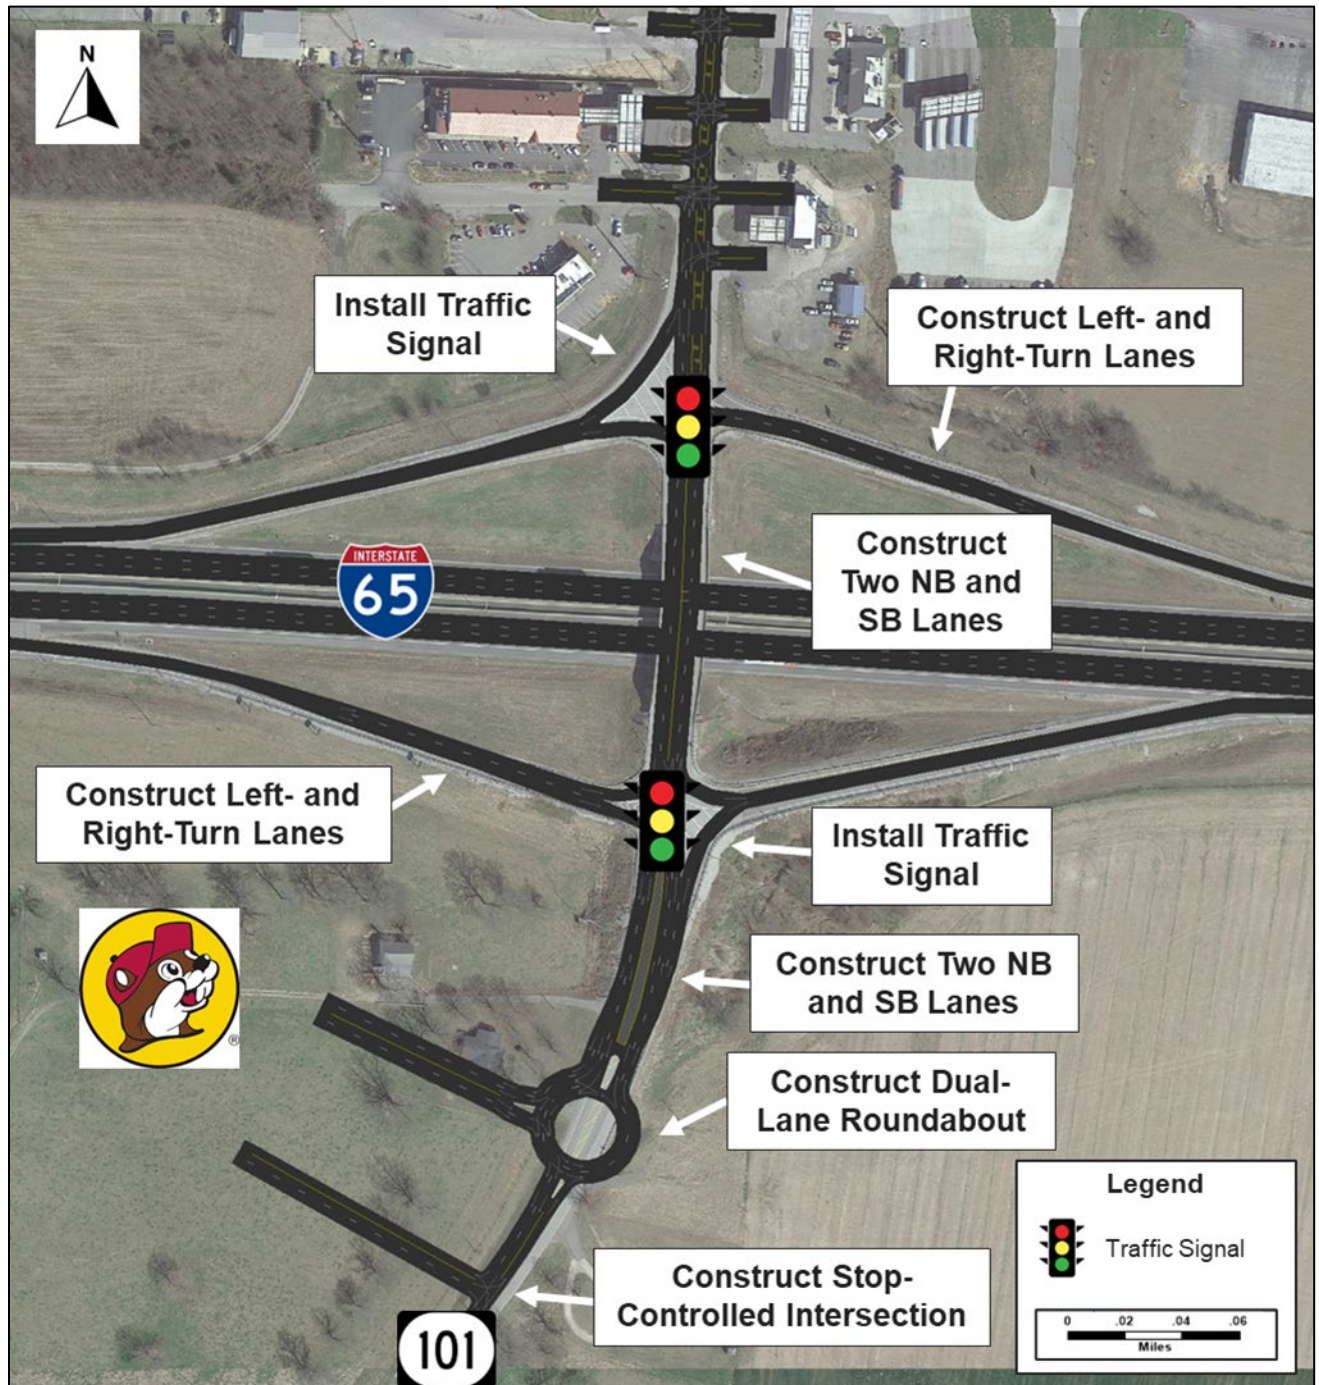 N
Install Traffic
Signal
Construct Left- and
Right-Turn Lanes
Construct
Two NB and
SB Lanes
INTERSTATE
65
Construct Left- and
Right-Turn Lanes
Install Traffic
Signal
Construct Two NB
and SB Lanes
®
Construct Dual-
Lane Roundabout
Legend
Traffic Signal
0 .02 .04 .06
Miles
Construct Stop-
Controlled Intersection
101